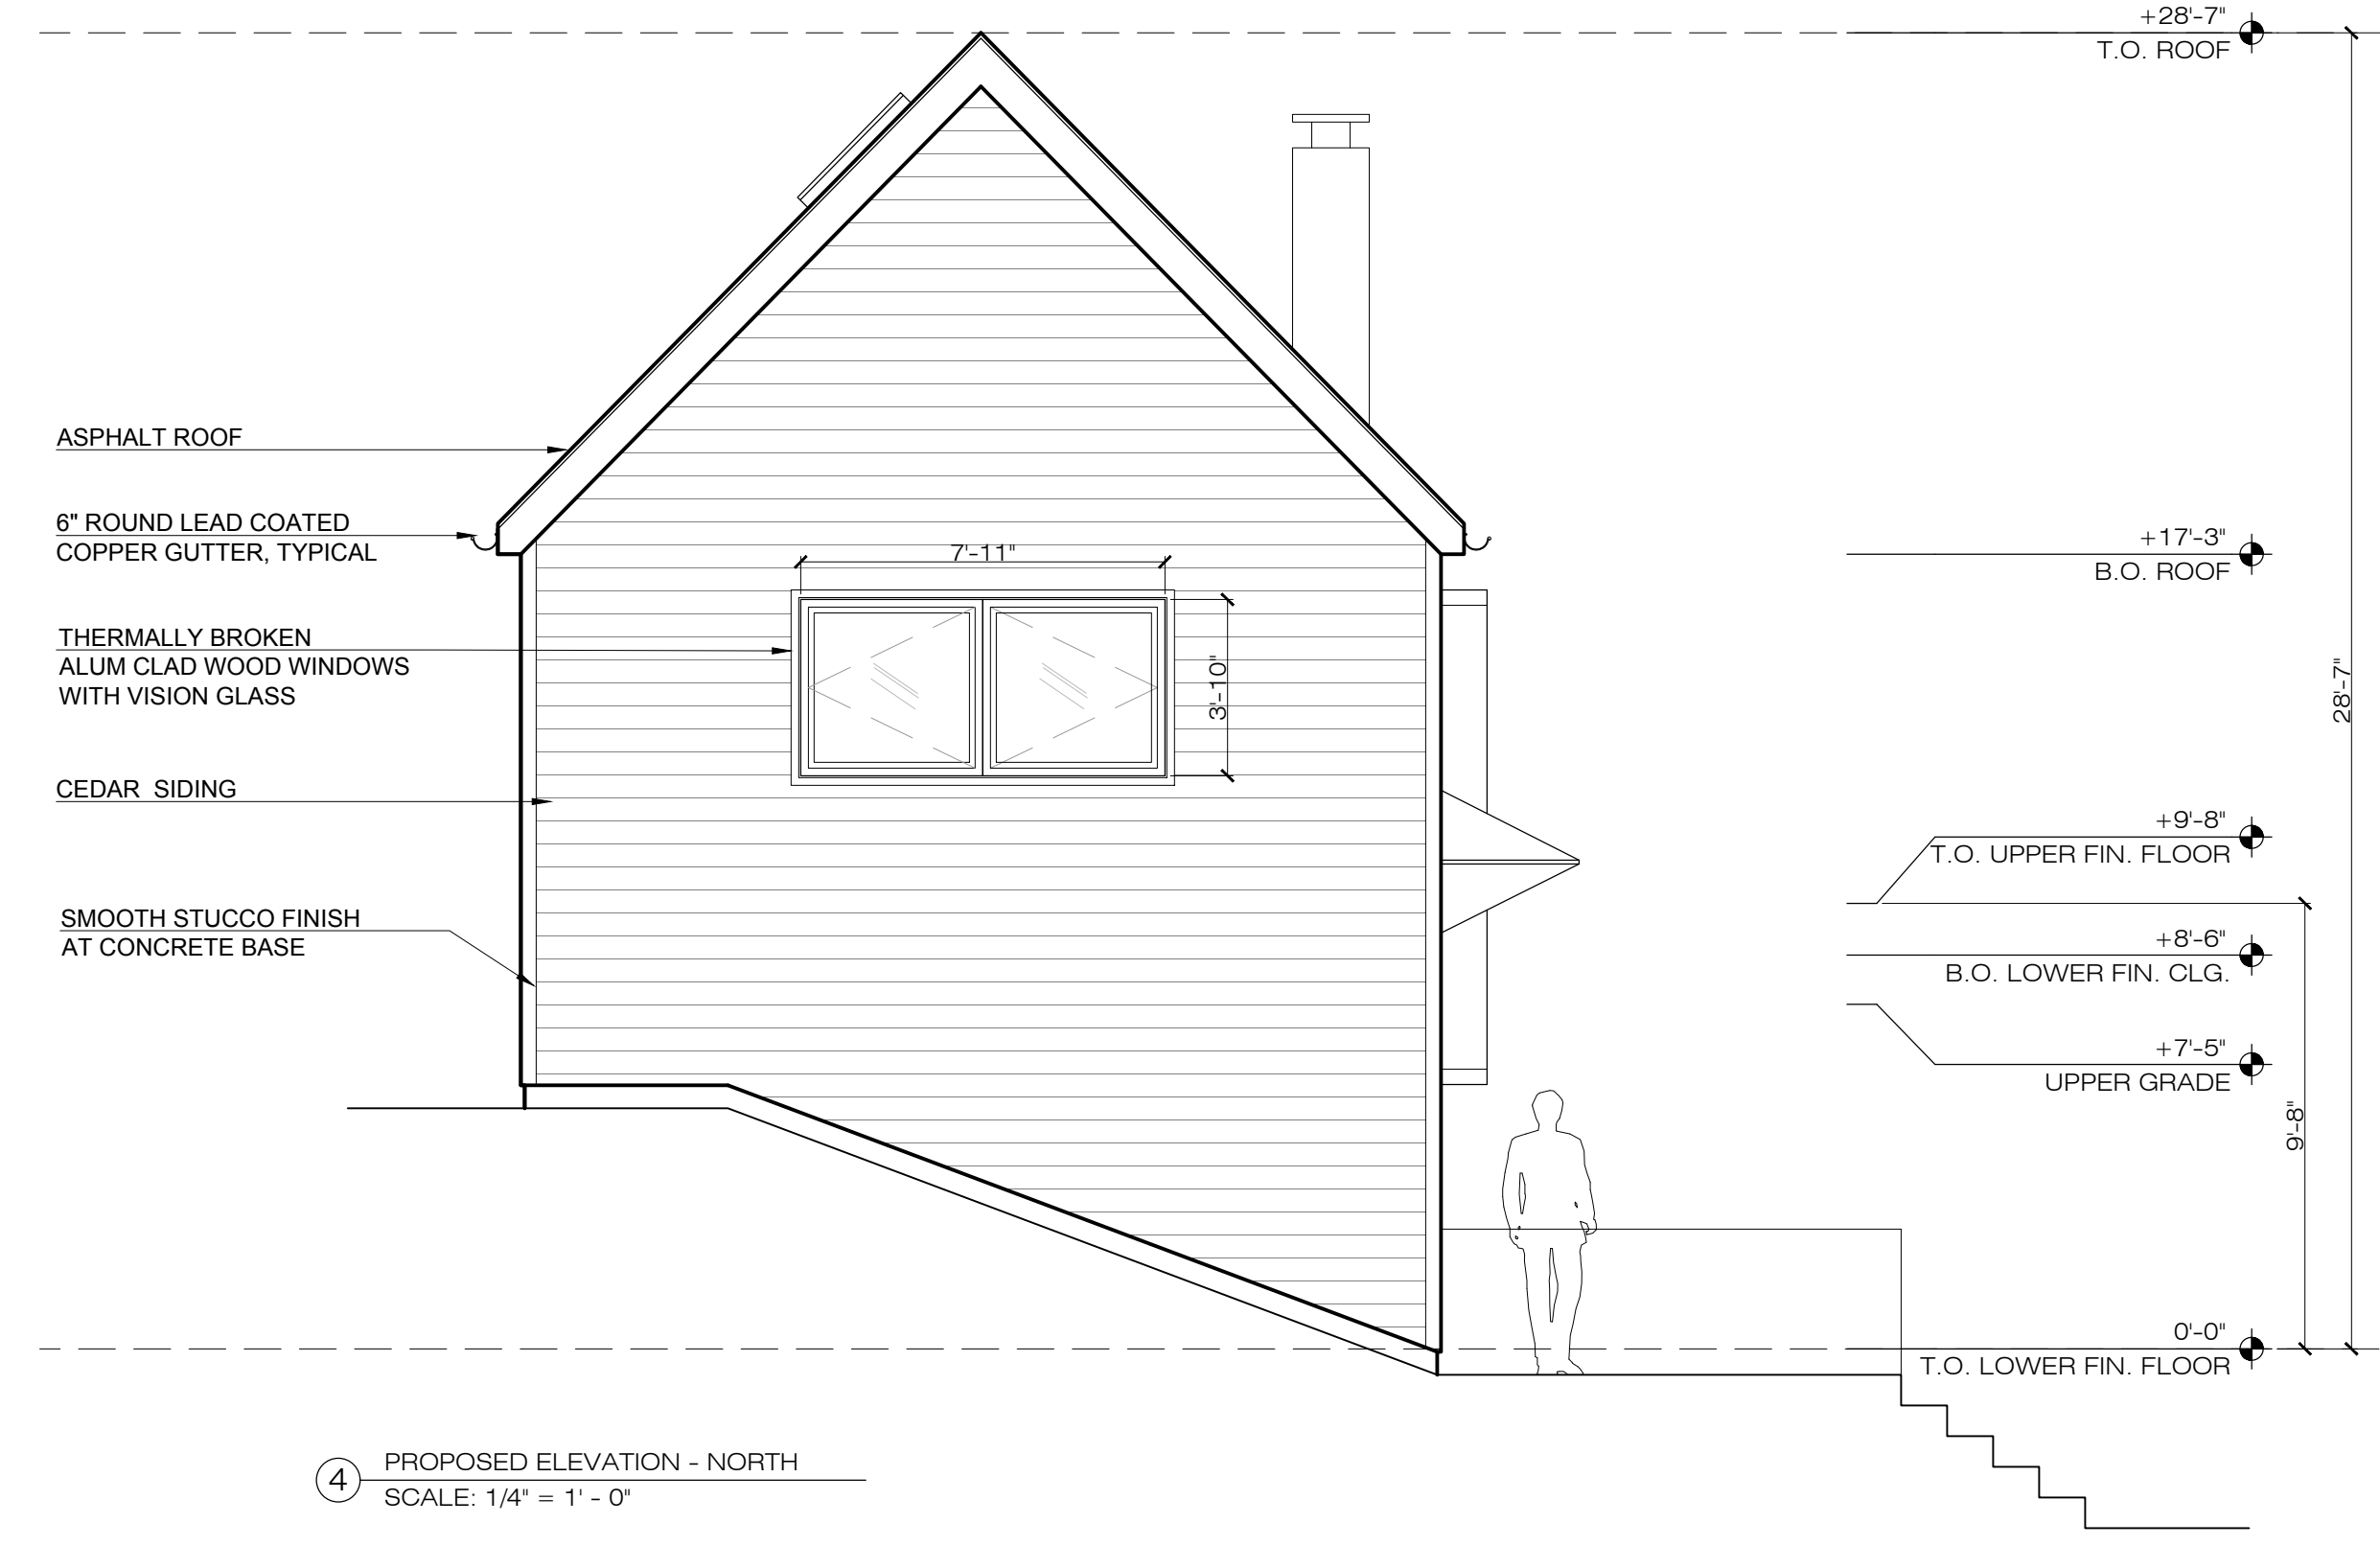 +28'-7"
T.O. ROOF
ASPHALT ROOF
6" ROUND LEAD COATED
COPPER GUTTER, TYPICAL
+17'-3"
B.O. ROOF
7'-11"
THERMALLY BROKEN
ALUM CLAD WOOD WINDOWS
WITH VISION GLASS
3'-10"
28'-7"
CEDAR  SIDING
+9'-8"
T.O. UPPER FIN. FLOOR
SMOOTH STUCCO FINISH
AT CONCRETE BASE
+8'-6"
B.O. LOWER FIN. CLG.
+7'-5"
UPPER GRADE
9'-8"
0'-0"
T.O. LOWER FIN. FLOOR
4
PROPOSED ELEVATION - NORTH
SCALE: 1/4" = 1' - 0"